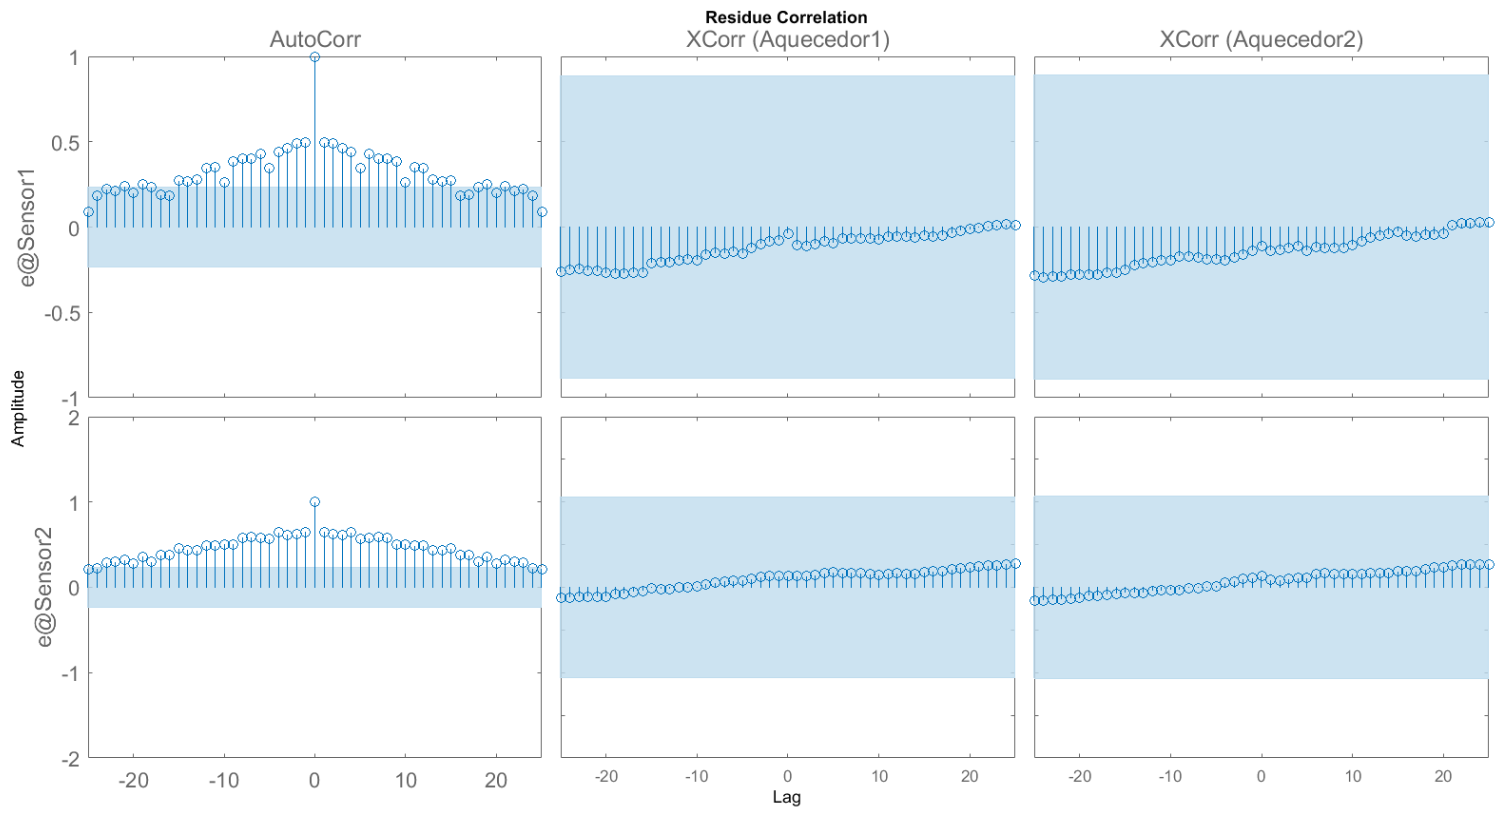 Residue Correlation
AutoCorr
XCorr (Aquecedor1)
XCorr (Aquecedor2)
1
0.5
0
-0.5
-1
e@Sensor1
Amplitude
2
1
0
-1
-2
e@Sensor2
-20 -10 0 10 20
-20 -10 0 10 20
-20 -10 0 10 20
Lag